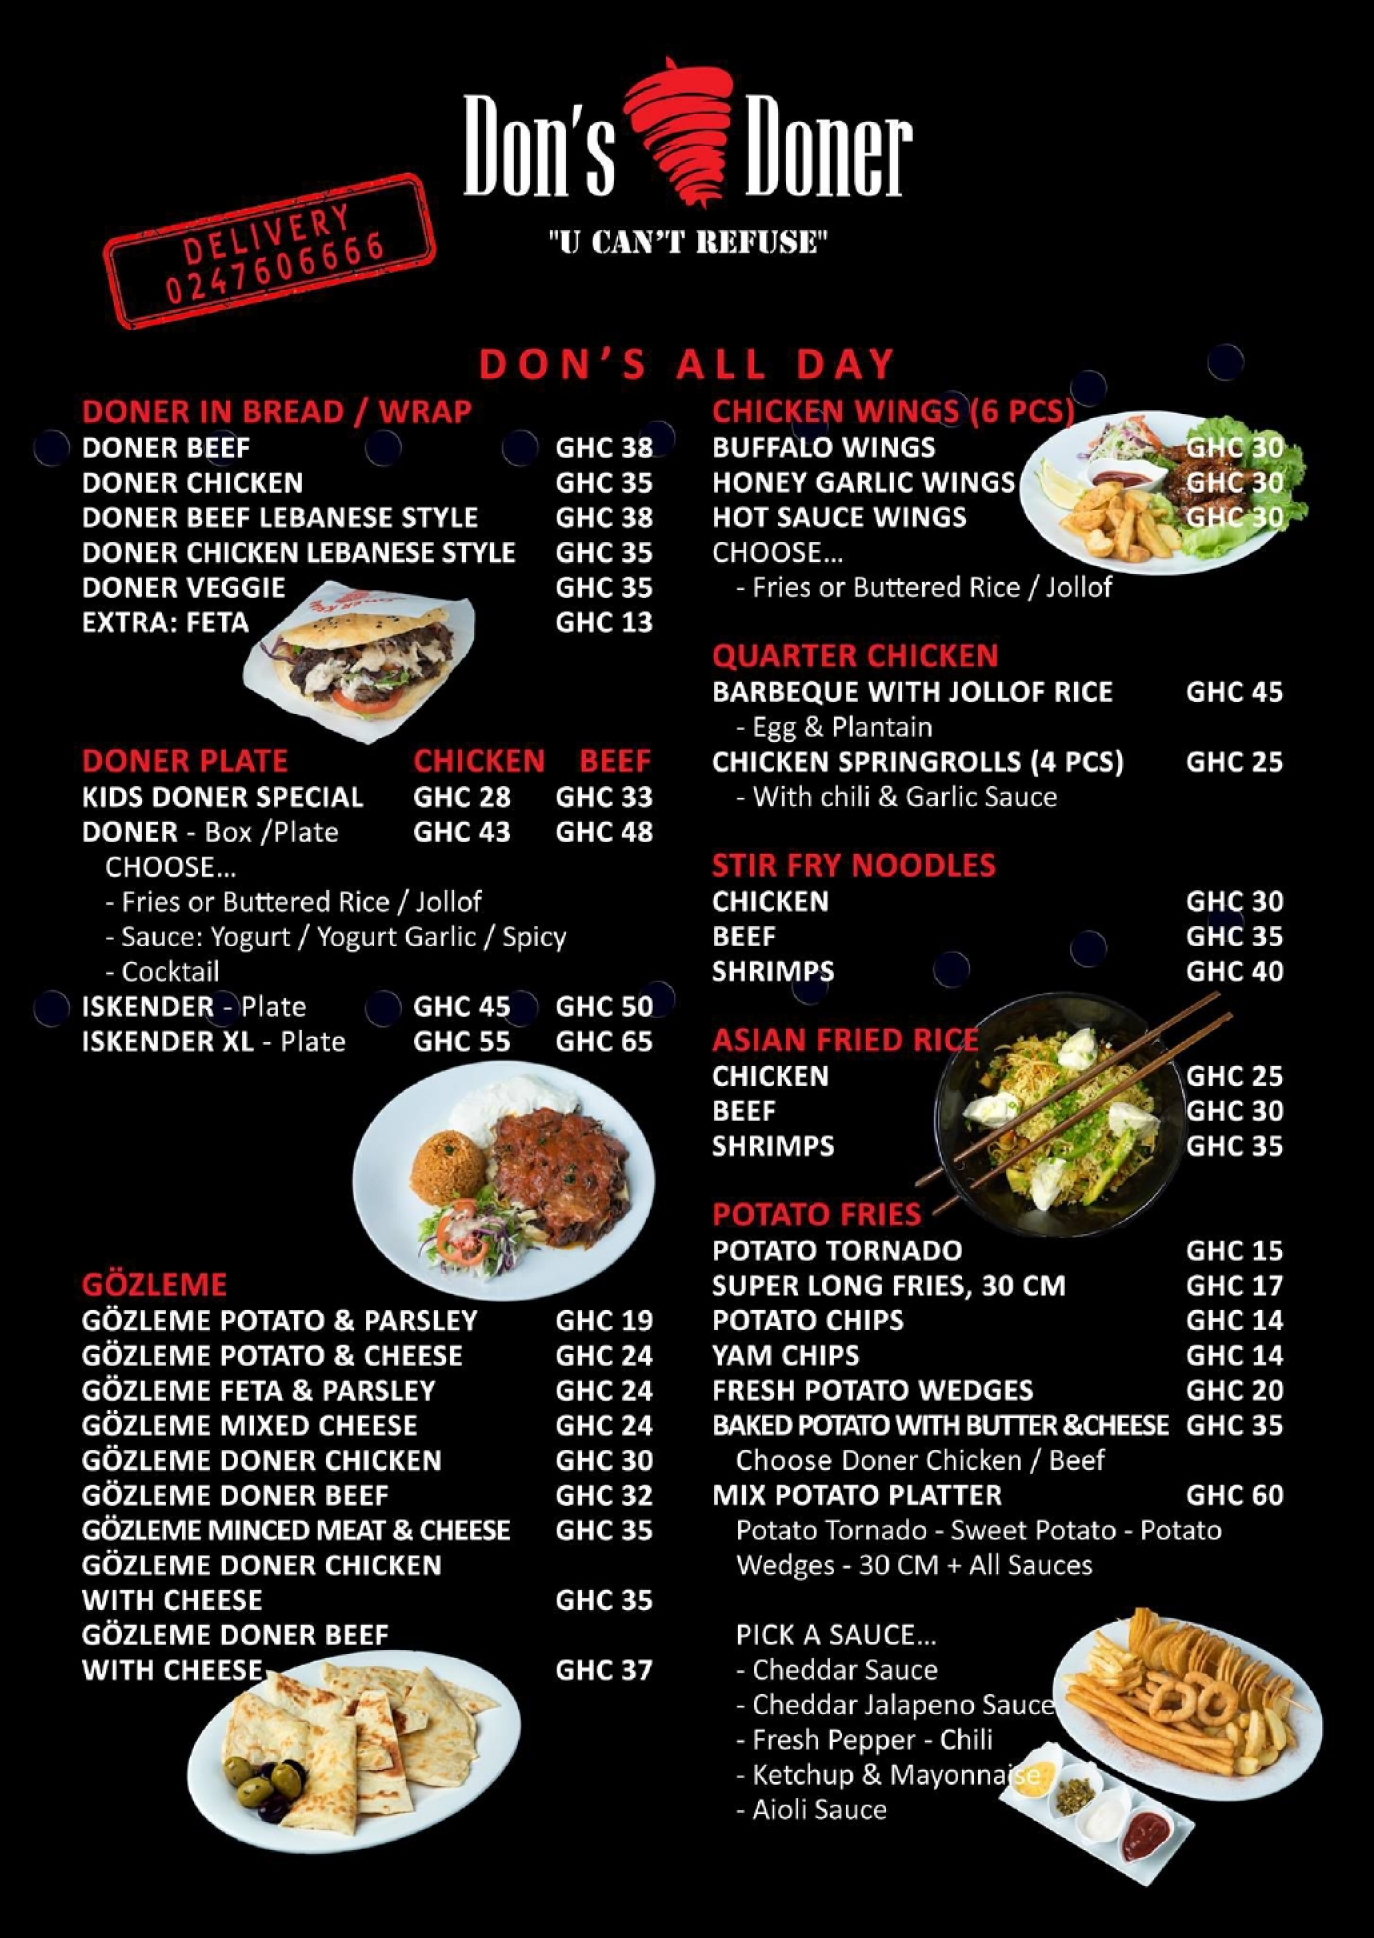 Don's Doner
"U CAN'T REFUSE"
DELIVERY
0247606666
DON'S ALL DAY
DONER IN BREAD / WRAP
DONER BEEF GHC 38
DONER CHICKEN GHC 35
DONER BEEF LEBANESE STYLE GHC 38
DONER CHICKEN LEBANESE STYLE GHC 35
DONER VEGGIE GHC 35
EXTRA: FETA GHC 13
DONER PLATE CHICKEN BEEF
KIDS DONER SPECIAL GHC 28 GHC 33
DONER - Box /Plate GHC 43 GHC 48
CHOOSE...
- Fries or Buttered Rice / Jollof
- Sauce: Yogurt / Yogurt Garlic / Spicy
- Cocktail
ISKENDER - Plate GHC 45 GHC 50
ISKENDER XL - Plate GHC 55 GHC 65
GÖZLEME
GÖZLEME POTATO & PARSLEY GHC 19
GÖZLEME POTATO & CHEESE GHC 24
GÖZLEME FETA & PARSLEY GHC 24
GÖZLEME MIXED CHEESE GHC 24
GÖZLEME DONER CHICKEN GHC 30
GÖZLEME DONER BEEF GHC 32
GÖZLEME MINCED MEAT & CHEESE GHC 35
GÖZLEME DONER CHICKEN
WITH CHEESE GHC 35
GÖZLEME DONER BEEF
WITH CHEESE GHC 37
CHICKEN WINGS (6 PCS)
BUFFALO WINGS GHC 30
HONEY GARLIC WINGS GHC 30
HOT SAUCE WINGS GHC 30
CHOOSE...
- Fries or Buttered Rice / Jollof
QUARTER CHICKEN
BARBEQUE WITH JOLLOF RICE GHC 45
- Egg & Plantain
CHICKEN SPRINGROLLS (4 PCS) GHC 25
- With chili & Garlic Sauce
STIR FRY NOODLES
CHICKEN GHC 30
BEEF GHC 35
SHRIMPS GHC 40
ASIAN FRIED RICE
CHICKEN GHC 25
BEEF GHC 30
SHRIMPS GHC 35
POTATO FRIES
POTATO TORNADO GHC 15
SUPER LONG FRIES, 30 CM GHC 17
POTATO CHIPS GHC 14
YAM CHIPS GHC 14
FRESH POTATO WEDGES GHC 20
BAKED POTATO WITH BUTTER &CHEESE GHC 35
Choose Doner Chicken / Beef
MIX POTATO PLATTER GHC 60
Potato Tornado - Sweet Potato - Potato
Wedges - 30 CM + All Sauces
PICK A SAUCE...
- Cheddar Sauce
- Cheddar Jalapeno Sauce
- Fresh Pepper - Chili
- Ketchup & Mayonnaise
- Aioli Sauce